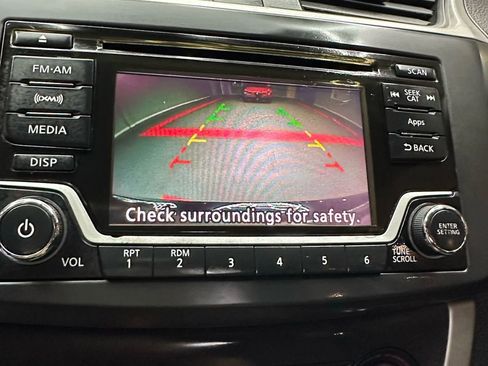 FM·AM
SCAN
(XM)
SEEK
CAT
MEDIA
Apps
DISP
BACK
Check surroundings for safety.
VOL
RPT
1
RDM
2
3
4
5
6
TUNE
SCROLL
ENTER
SETTING